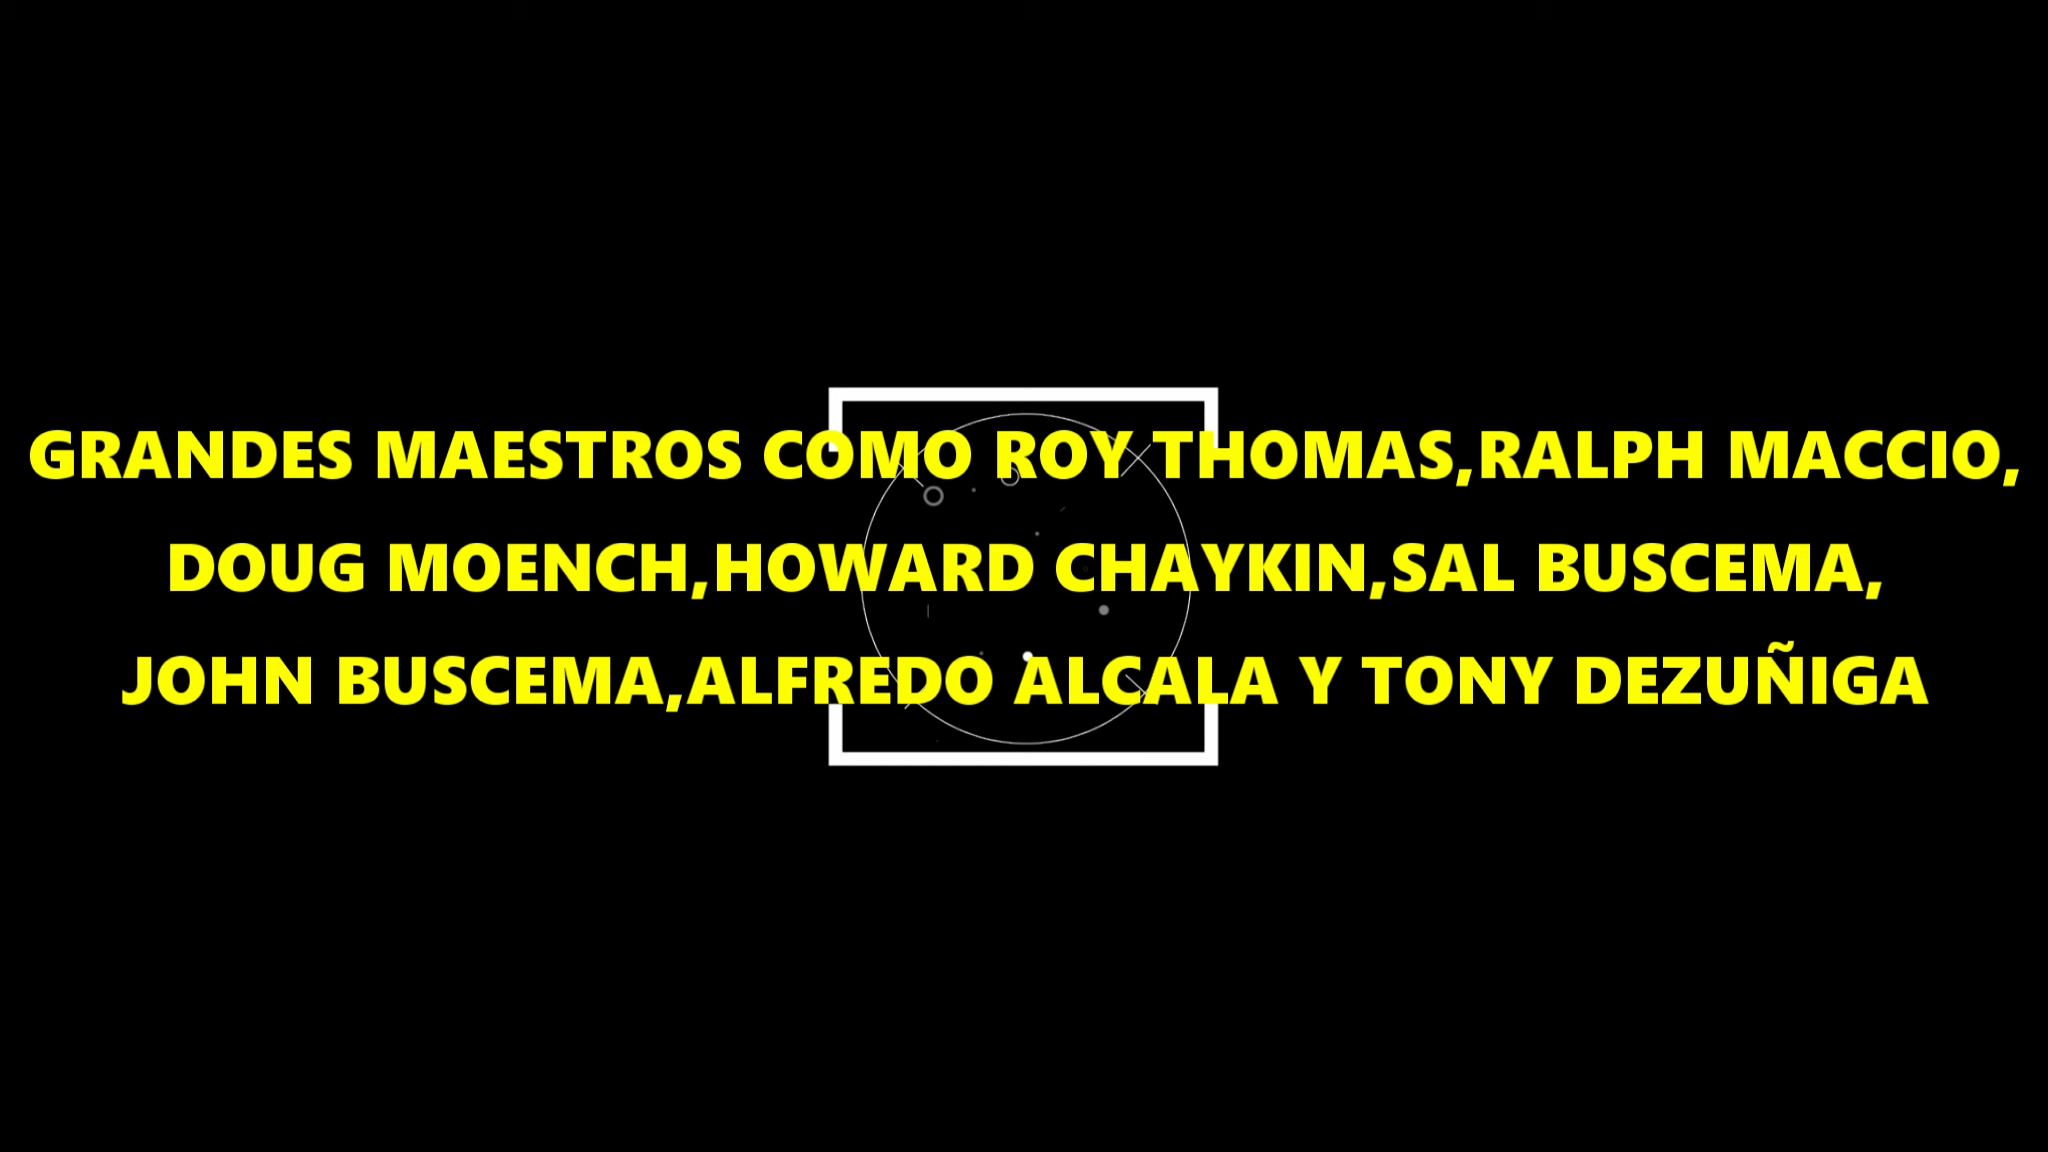 GRANDES MAESTROS COMO ROY THOMAS,RALPH MACCIO,
DOUG MOENCH,HOWARD CHAYKIN,SAL BUSCEMA,
JOHN BUSCEMA,ALFREDO ALCALA Y TONY DEZUÑIGA